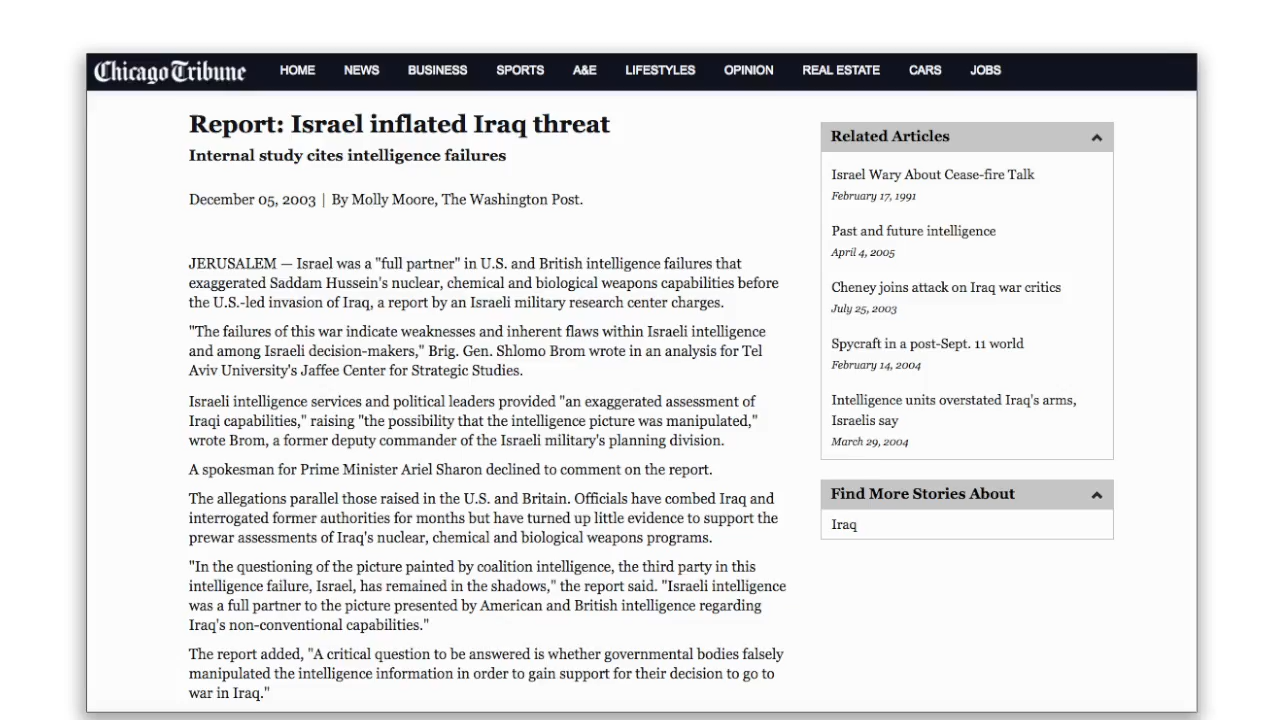 Chicago Tribune HOME NEWS BUSINESS SPORTS A&E LIFESTYLES OPINION REAL ESTATE CARS JOBS
Report: Israel inflated Iraq threat
Internal study cites intelligence failures
December 05, 2003 | By Molly Moore, The Washington Post.
JERUSALEM — Israel was a "full partner" in U.S. and British intelligence failures that
exaggerated Saddam Hussein's nuclear, chemical and biological weapons capabilities before
the U.S.-led invasion of Iraq, a report by an Israeli military research center charges.
"The failures of this war indicate weaknesses and inherent flaws within Israeli intelligence
and among Israeli decision-makers," Brig. Gen. Shlomo Brom wrote in an analysis for Tel
Aviv University's Jaffee Center for Strategic Studies.
Israeli intelligence services and political leaders provided "an exaggerated assessment of
Iraqi capabilities," raising "the possibility that the intelligence picture was manipulated,"
wrote Brom, a former deputy commander of the Israeli military's planning division.
A spokesman for Prime Minister Ariel Sharon declined to comment on the report.
The allegations parallel those raised in the U.S. and Britain. Officials have combed Iraq and
interrogated former authorities for months but have turned up little evidence to support the
prewar assessments of Iraq's nuclear, chemical and biological weapons programs.
"In the questioning of the picture painted by coalition intelligence, the third party in this
intelligence failure, Israel, has remained in the shadows," the report said. "Israeli intelligence
was a full partner to the picture presented by American and British intelligence regarding
Iraq's non-conventional capabilities."
The report added, "A critical question to be answered is whether governmental bodies falsely
manipulated the intelligence information in order to gain support for their decision to go to
war in Iraq."
Related Articles
Israel Wary About Cease-fire Talk
February 17, 1991
Past and future intelligence
April 4, 2005
Cheney joins attack on Iraq war critics
July 25, 2003
Spycraft in a post-Sept. 11 world
February 14, 2004
Intelligence units overstated Iraq's arms,
Israelis say
March 29, 2004
Find More Stories About
Iraq